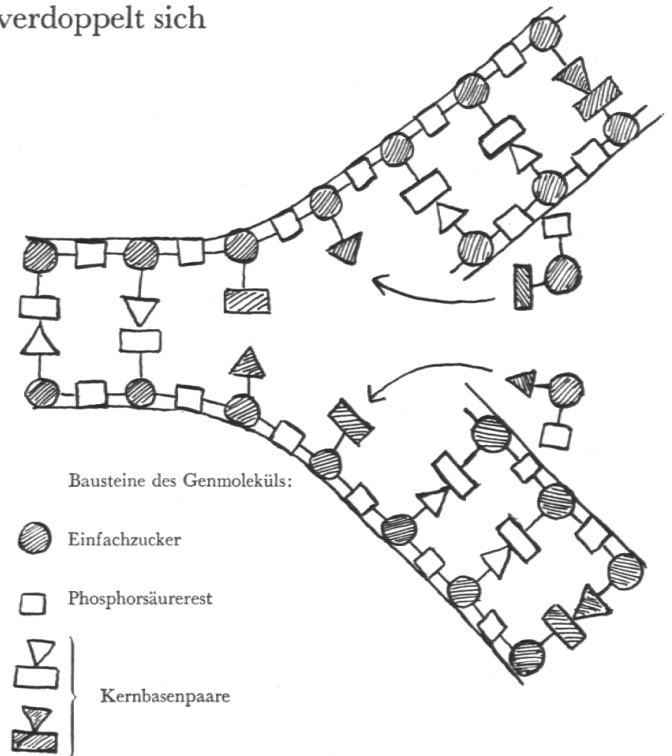 verdoppelt sich
Bausteine des Genmoleküls:
Einfachzucker
Phosphorsäurerest
Kernbasenpaare